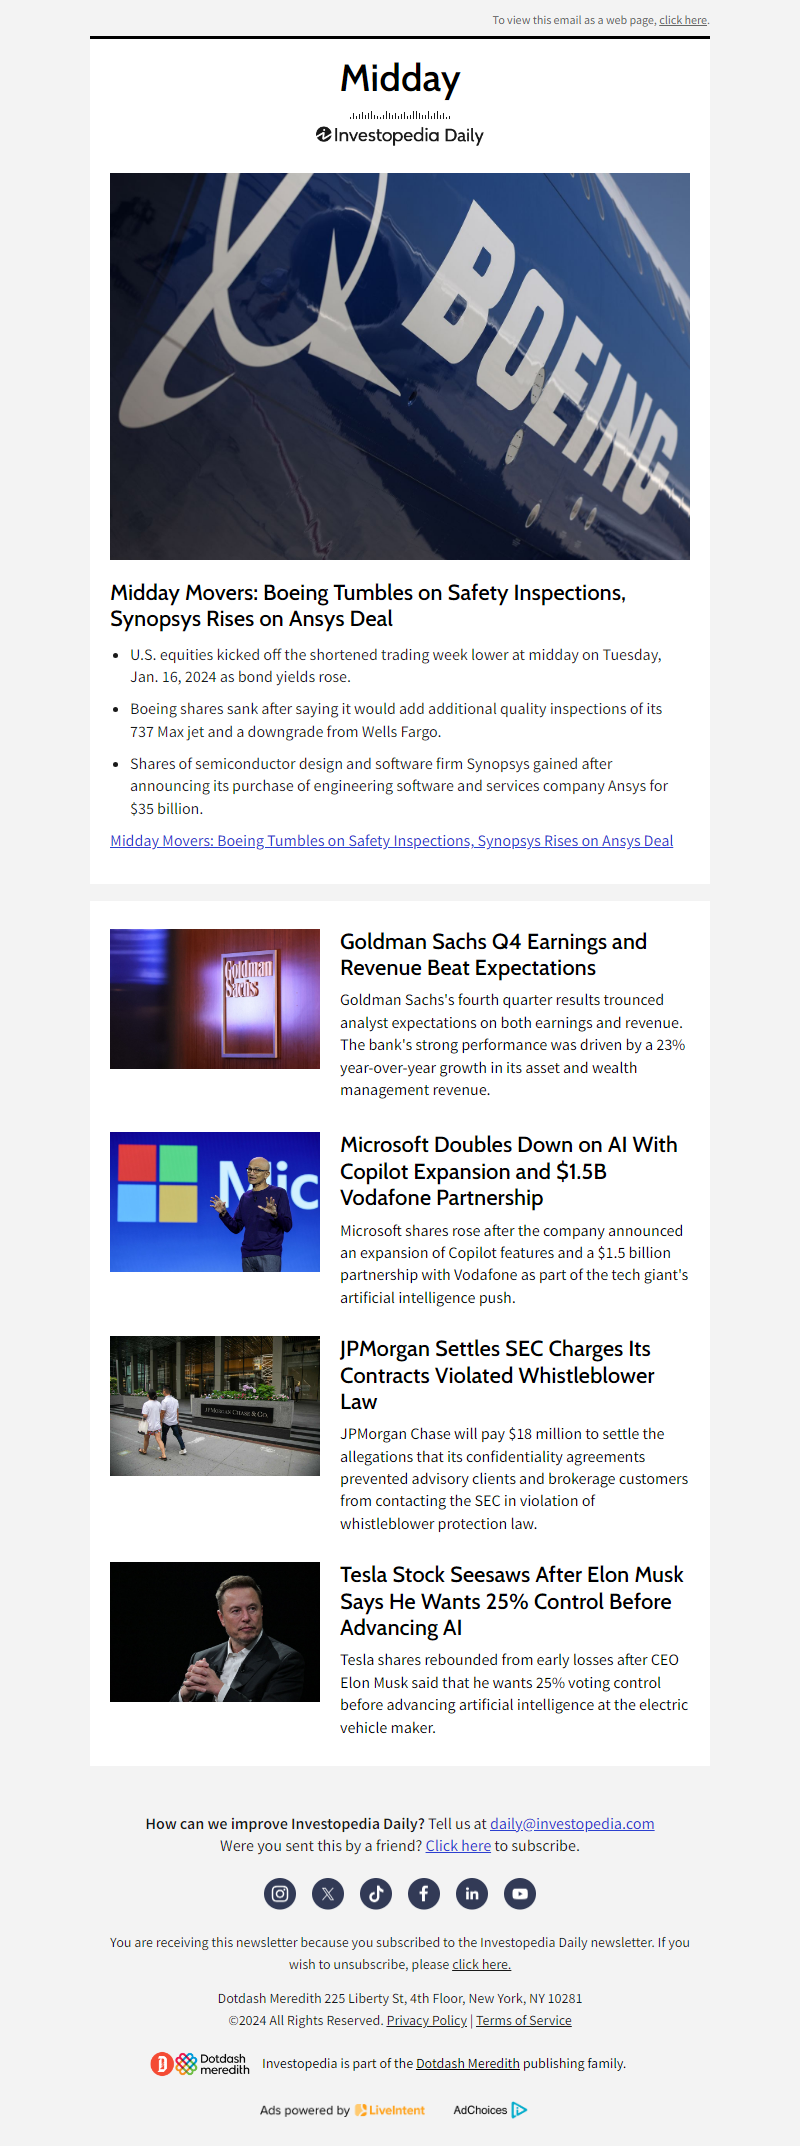 To view this email as a web page, click here.
Midday
Investopedia Daily
BOEING
Midday Movers: Boeing Tumbles on Safety Inspections,
Synopsys Rises on Ansys Deal
• U.S. equities kicked off the shortened trading week lower at midday on Tuesday,
Jan. 16, 2024 as bond yields rose.
• Boeing shares sank after saying it would add additional quality inspections of its
737 Max jet and a downgrade from Wells Fargo.
• Shares of semiconductor design and software firm Synopsys gained after
announcing its purchase of engineering software and services company Ansys for
$35 billion.
Midday Movers: Boeing Tumbles on Safety Inspections, Synopsys Rises on Ansys Deal
Goldman
Sachs
Goldman Sachs Q4 Earnings and
Revenue Beat Expectations
Goldman Sachs's fourth quarter results trounced
analyst expectations on both earnings and revenue.
The bank's strong performance was driven by a 23%
year-over-year growth in its asset and wealth
management revenue.
Mic
Microsoft Doubles Down on AI With
Copilot Expansion and $1.5B
Vodafone Partnership
Microsoft shares rose after the company announced
an expansion of Copilot features and a $1.5 billion
partnership with Vodafone as part of the tech giant's
artificial intelligence push.
JPMORGAN CHASE & CO.
JPMorgan Settles SEC Charges Its
Contracts Violated Whistleblower
Law
JPMorgan Chase will pay $18 million to settle the
allegations that its confidentiality agreements
prevented advisory clients and brokerage customers
from contacting the SEC in violation of
whistleblower protection law.
Tesla Stock Seesaws After Elon Musk
Says He Wants 25% Control Before
Advancing AI
Tesla shares rebounded from early losses after CEO
Elon Musk said that he wants 25% voting control
before advancing artificial intelligence at the electric
vehicle maker.
How can we improve Investopedia Daily? Tell us at daily@investopedia.com
Were you sent this by a friend? Click here to subscribe.
You are receiving this newsletter because you subscribed to the Investopedia Daily newsletter. If you
wish to unsubscribe, please click here.
Dotdash Meredith 225 Liberty St, 4th Floor, New York, NY 10281
©2024 All Rights Reserved. Privacy Policy | Terms of Service
Dotdash
meredith
Investopedia is part of the Dotdash Meredith publishing family.
Ads powered by LiveIntent
AdChoices